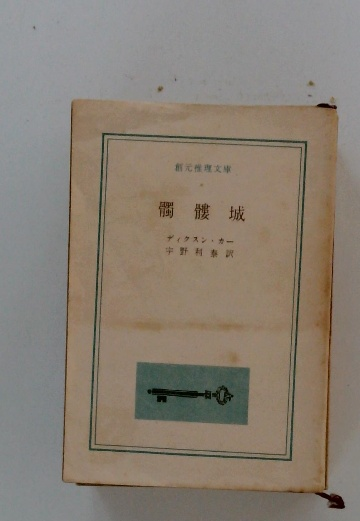 創元推理文庫
髑髏城
ディクスン・カー
宇野利泰訳